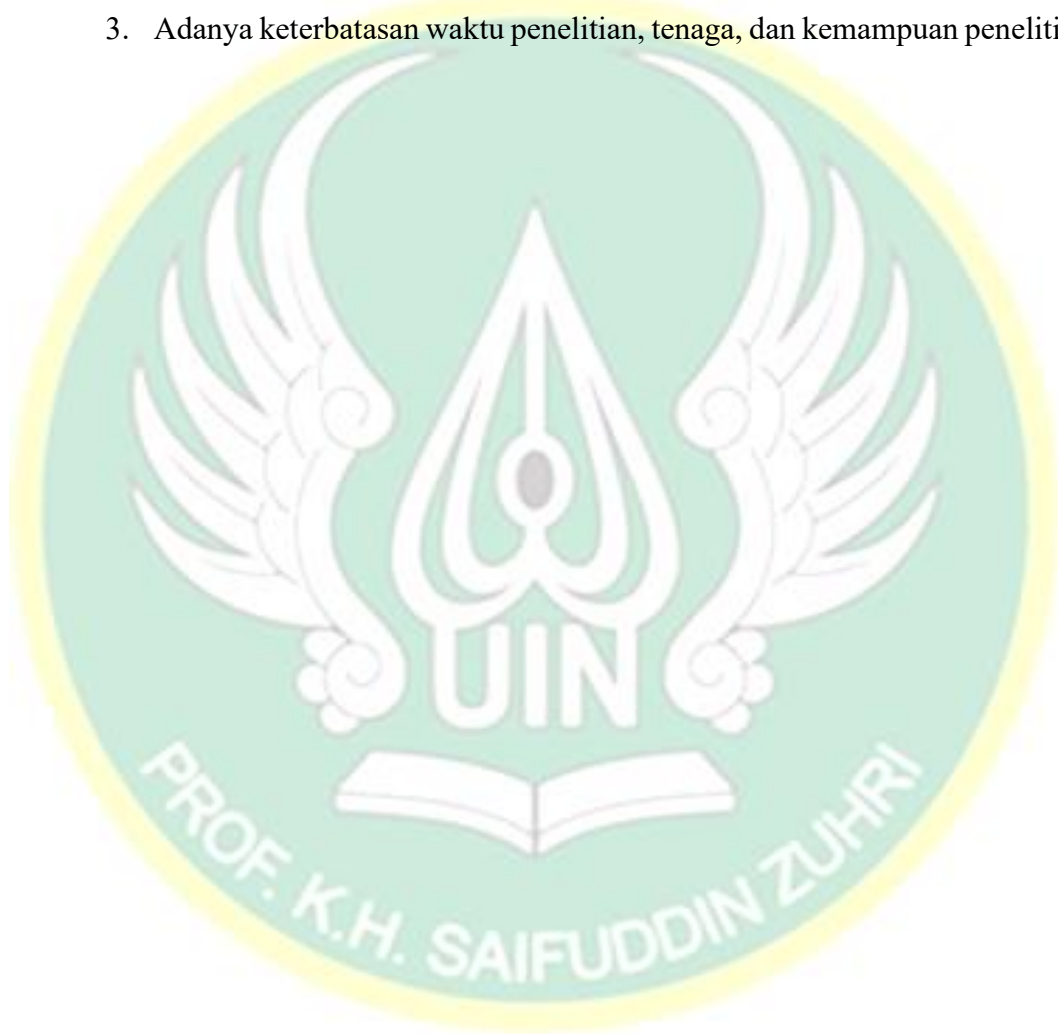 3. Adanya keterbatasan waktu penelitian, tenaga, dan kemampuan peneliti
UIN
PROF. K.H. SAIFUDDIN ZUHRI